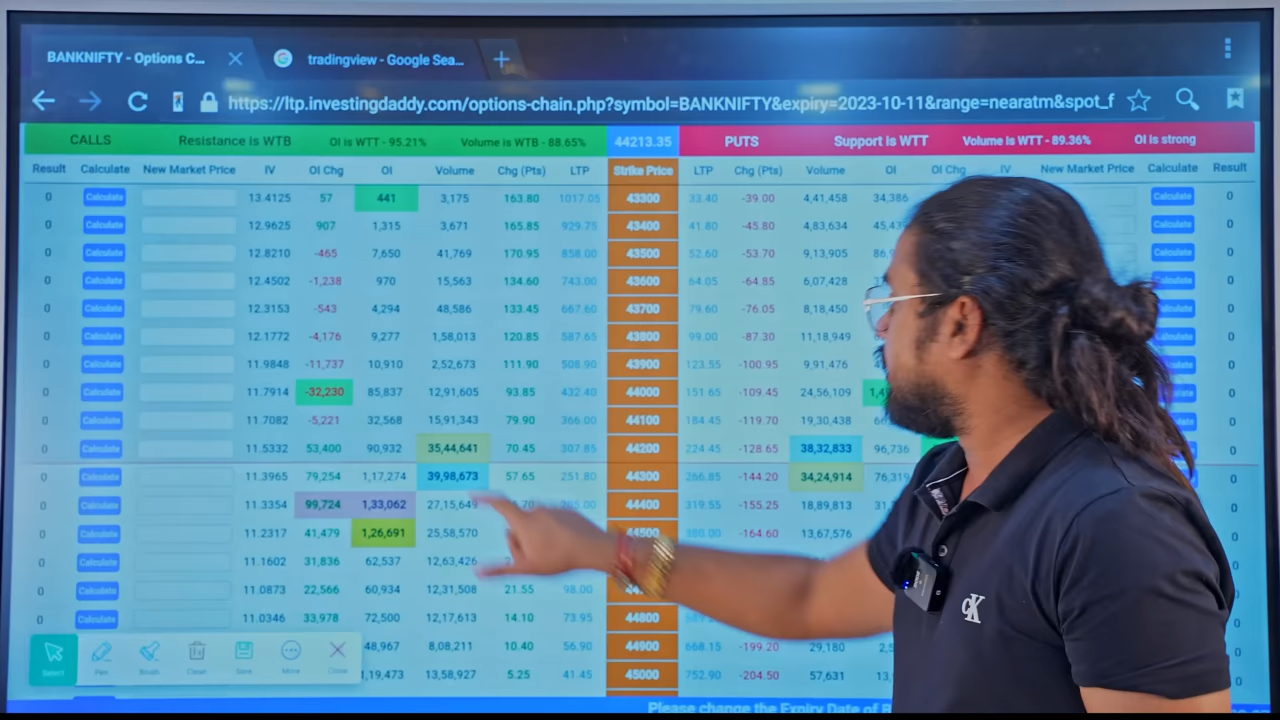 BANKNIFTY - Options C...
tradingview - Google Sea...
https://ltp.investingdaddy.com/options-chain.php?symbol=BANKNIFTY&expiry=2023-10-11&range=nearatm&spot_f
CALLS Resistance is WTB OI is WTT - 95.21% Volume is WTB - 88.65% 44213.35 PUTS Support is WTT Volume is WTT - 89.36% OI is strong
Result Calculate New Market Price IV OI Chg OI Volume Chg (Pts) LTP Strike Price LTP Chg (Pts) Volume OI OI Chg IV New Market Price Calculate Result
0 Calculate 13.4125 57 441 3,175 163.80 1017.05 43300 33.40 -39.00 4,41,458 34,386 Calculate 0
0 Calculate 12.9625 907 1,315 3,671 165.85 929.75 43400 41.80 -45.80 4,83,634 Calculate 0
0 Calculate 12.8210 -465 7,650 41,769 170.95 858.00 43500 52.60 -53.70 9,13,905 Calculate 0
0 Calculate 12.4502 -1,238 970 15,563 134.60 743.00 43600 64.05 -64.85 6,07,428 Calculate 0
0 Calculate 12.3153 -543 4,294 48,586 133.45 667.60 43700 79.60 -76.05 8,18,450 0
0 Calculate 12.1772 -4,176 9,277 1,58,013 120.85 587.65 43800 99.00 -87.30 11,18,949 0
0 Calculate 11.9848 -11,737 10,910 2,52,673 111.90 508.90 43900 123.55 -100.95 9,91,476 0
0 Calculate 11.7914 -32,230 85,837 12,91,605 93.85 432.40 44000 151.65 -109.45 24,56,109 0
0 Calculate 11.7082 -5,221 32,568 15,91,343 79.90 366.00 44100 184.45 -119.70 19,30,438 0
0 Calculate 11.5332 53,400 90,932 35,44,641 70.45 307.85 44200 224.45 -128.65 38,32,833 96,736 0
0 Calculate 11.3965 79,254 1,17,274 39,98,673 57.65 251.80 44300 266.85 -144.20 34,24,914 0
0 Calculate 11.3354 99,724 1,33,062 27,15,649 44400 319.55 -155.25 18,89,813 0
0 Calculate 11.2317 41,479 1,26,691 25,58,570 44500 -164.60 13,67,576 0
0 Calculate 11.1602 31,836 62,537 12,63,426 0
0 Calculate 11.0873 22,566 60,934 12,31,508 21.55 98.00 0
0 Calculate 11.0346 33,978 72,500 12,17,613 14.10 73.95 44800 0
48,967 8,08,211 10.40 56.90 44900 668.15 -199.20 29,180 0
1,19,473 13,58,927 5.25 41.45 45000 752.90 -204.50 57,631 0
Select Pen Brush Clean Save More Close
Please change the Expiry Date of
CK